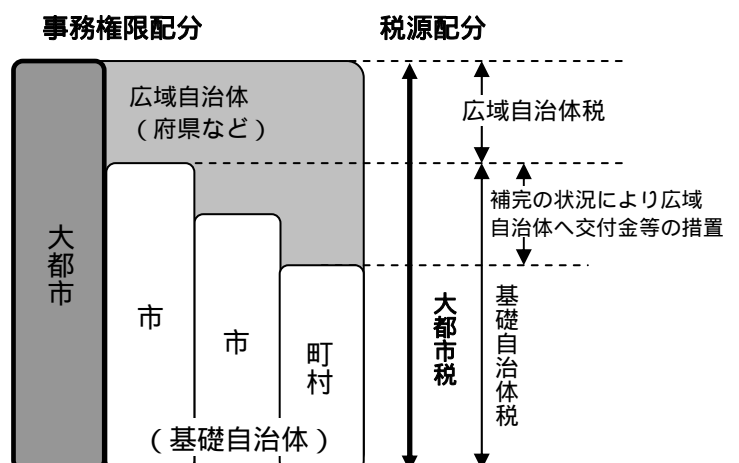 事務権限配分
税源配分
広域自治体
(府県など)
広域自治体税
補完の状況により広域
自治体へ交付金等の措置
大都市
市
市
町村
大都市税
基礎自治体税
(基礎自治体)